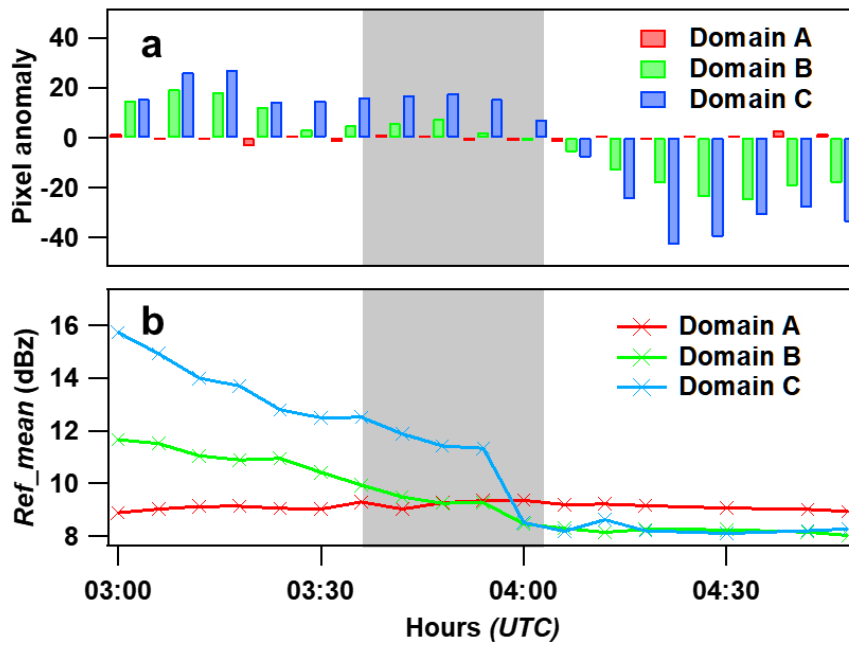 a
Pixel anomaly
40
20
0
-20
-40
Domain A
Domain B
Domain C
b
Ref_mean (dBz)
16
14
12
10
8
Domain A
Domain B
Domain C
03:00 03:30 04:00 04:30
Hours (UTC)